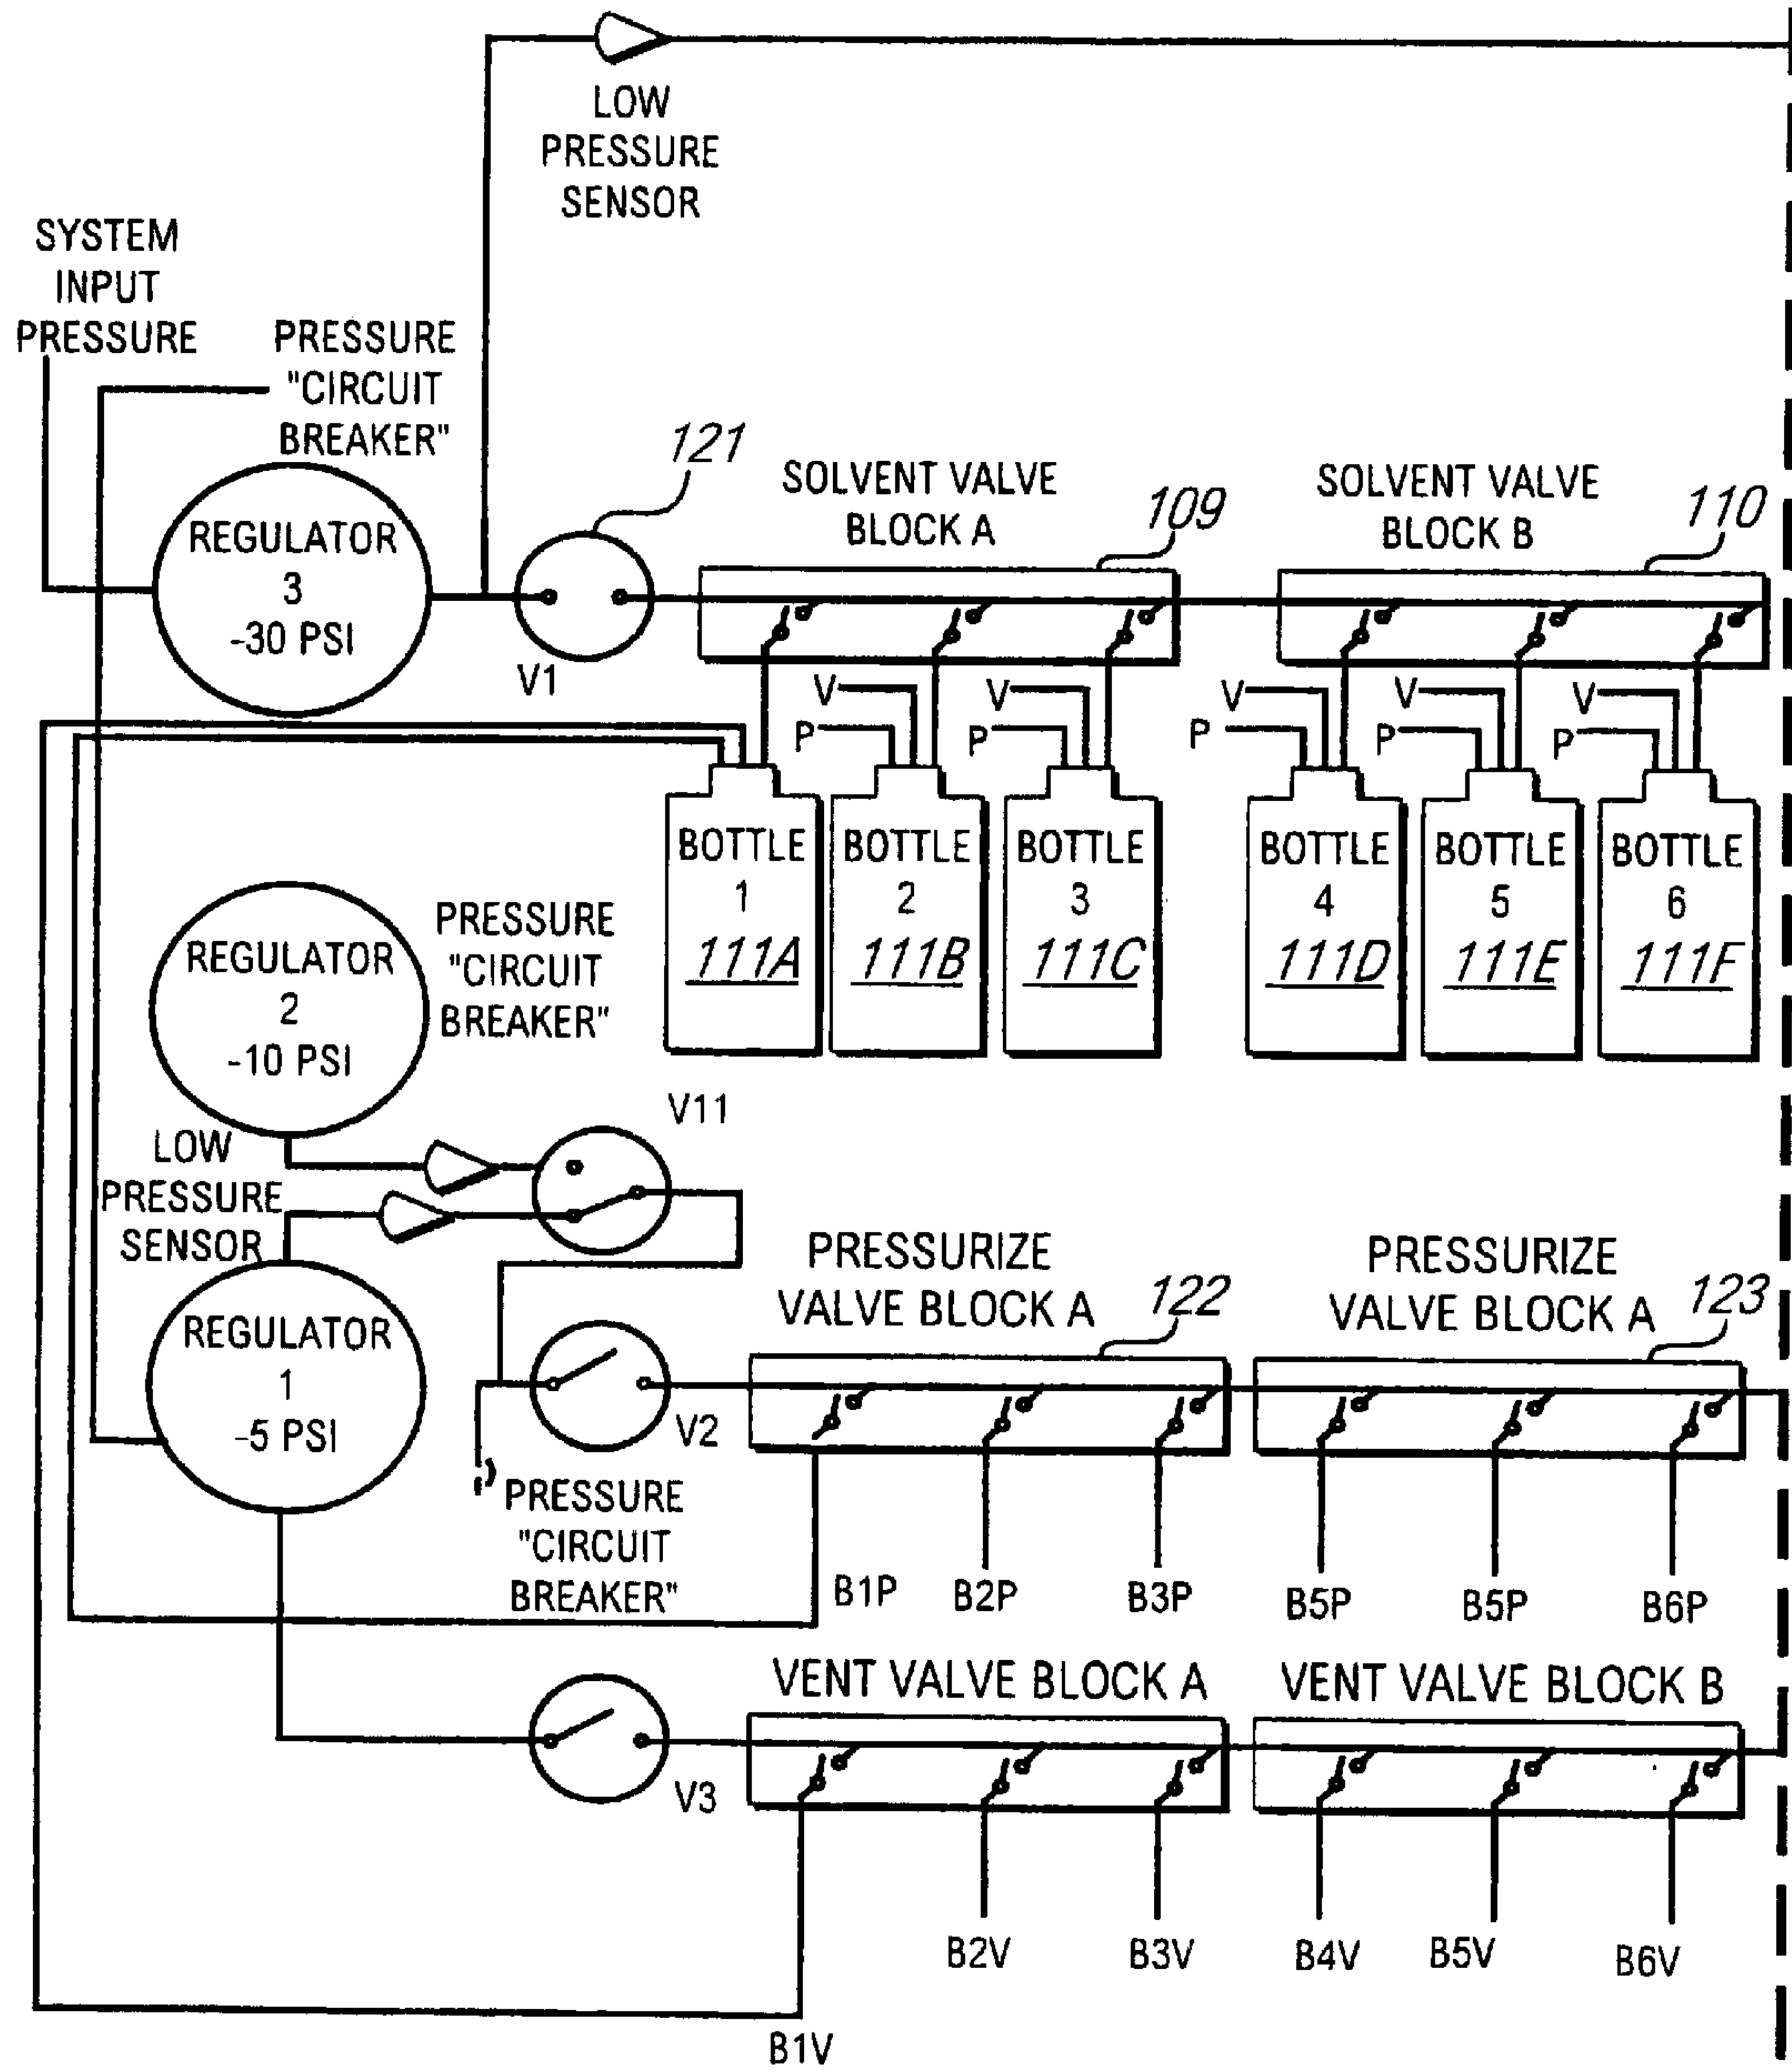 LOW
PRESSURE
SENSOR
SYSTEM
INPUT
PRESSURE
PRESSURE
"CIRCUIT
BREAKER"
REGULATOR
3
-30 PSI
121
V1
SOLVENT VALVE
BLOCK A
109
SOLVENT VALVE
BLOCK B
110
V
P
V
P
V
P
V
P
V
P
BOTTLE
1
111A
BOTTLE
2
111B
BOTTLE
3
111C
BOTTLE
4
111D
BOTTLE
5
111E
BOTTLE
6
111F
REGULATOR
2
-10 PSI
PRESSURE
"CIRCUIT
BREAKER"
V11
LOW
PRESSURE
SENSOR
REGULATOR
1
-5 PSI
V2
PRESSURE
"CIRCUIT
BREAKER"
PRESSURIZE
VALVE BLOCK A
122
PRESSURIZE
VALVE BLOCK A
123
B1P
B2P
B3P
B5P
B5P
B6P
VENT VALVE BLOCK A
VENT VALVE BLOCK B
V3
B2V
B3V
B4V
B5V
B6V
B1V